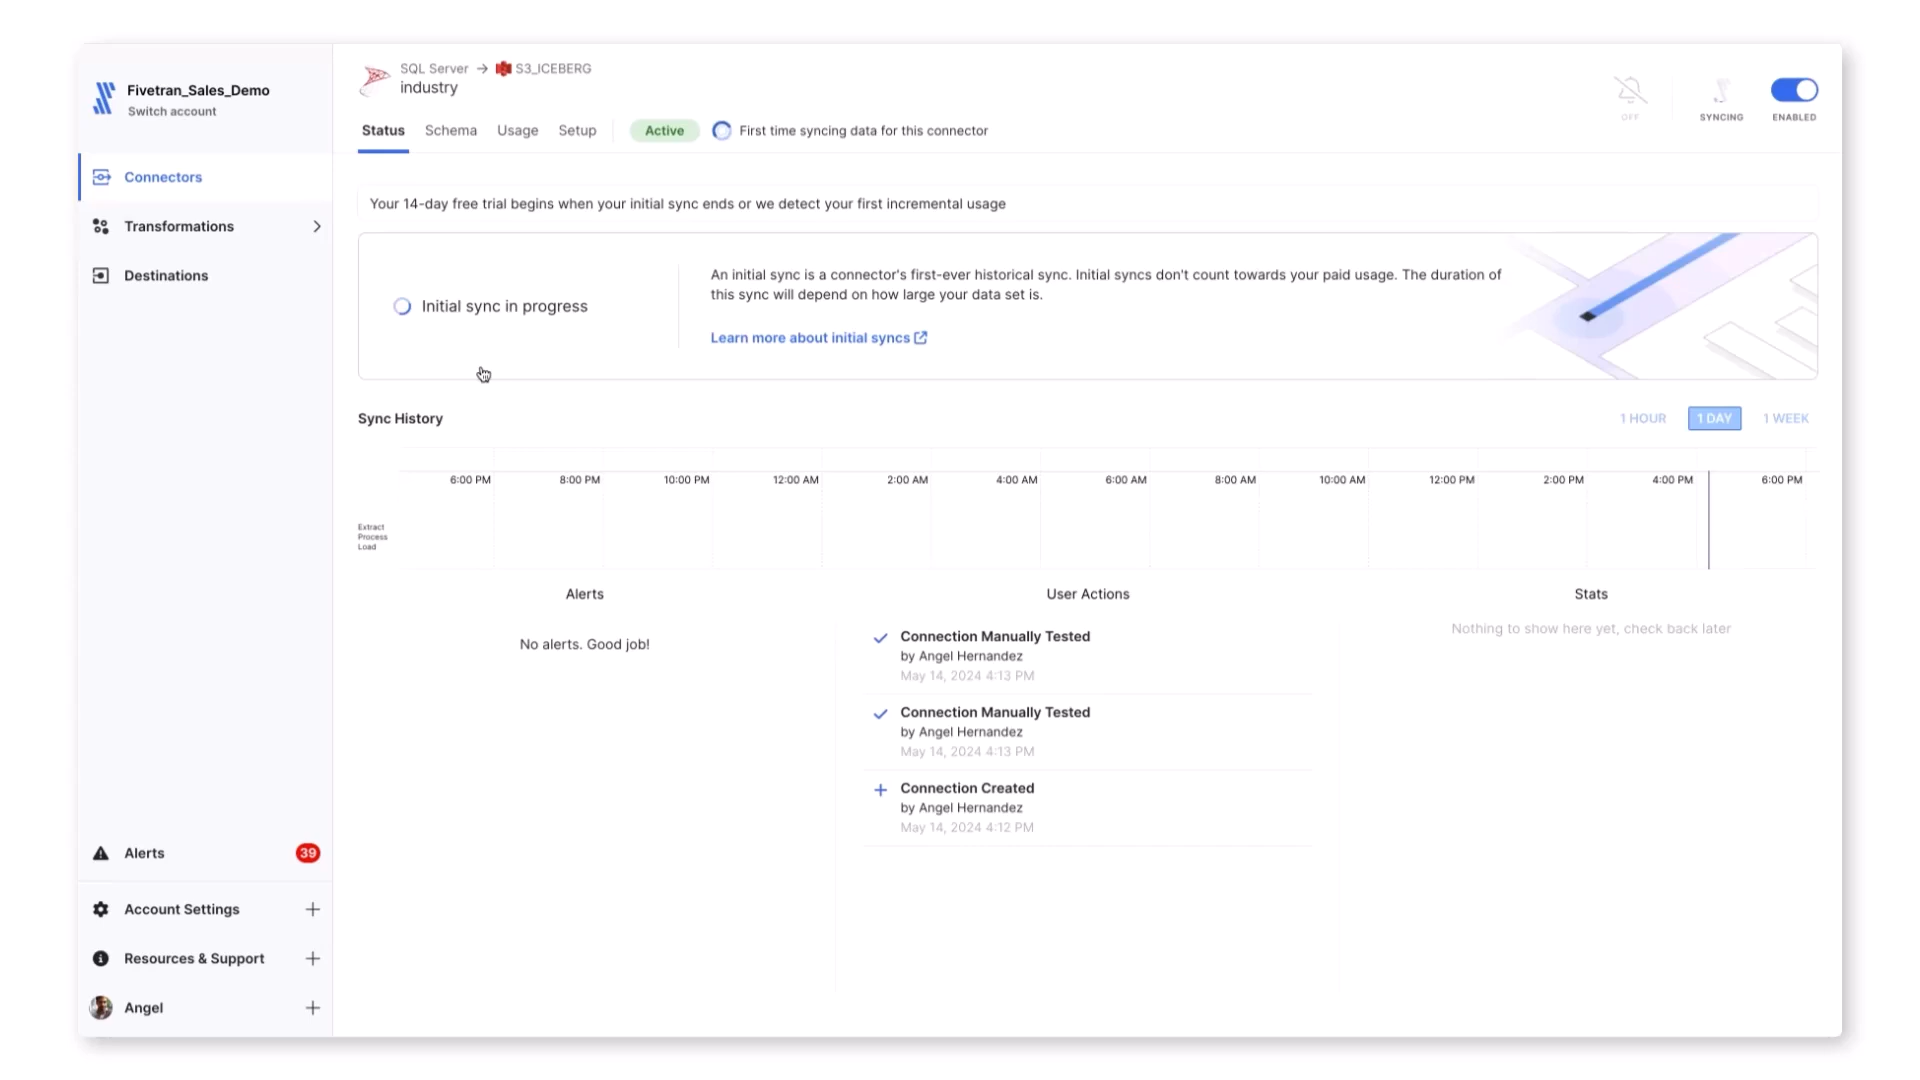 Fivetran_Sales_Demo
Switch account
Connectors
Transformations
Destinations
Alerts
39
Account Settings
Resources & Support
Angel
SQL Server → S3_ICEBERG
industry
OFF
SYNCING
ENABLED
Status Schema Usage Setup Active First time syncing data for this connector
Your 14-day free trial begins when your initial sync ends or we detect your first incremental usage
Initial sync in progress
An initial sync is a connector's first-ever historical sync. Initial syncs don't count towards your paid usage. The duration of
this sync will depend on how large your data set is.
Learn more about initial syncs
Sync History
1 HOUR 1 DAY 1 WEEK
6:00 PM 8:00 PM 10:00 PM 12:00 AM 2:00 AM 4:00 AM 6:00 AM 8:00 AM 10:00 AM 12:00 PM 2:00 PM 4:00 PM 6:00 PM
Extract
Process
Load
Alerts
No alerts. Good job!
User Actions
Connection Manually Tested
by Angel Hernandez
May 14, 2024 4:13 PM
Connection Manually Tested
by Angel Hernandez
May 14, 2024 4:13 PM
Connection Created
by Angel Hernandez
May 14, 2024 4:12 PM
Stats
Nothing to show here yet, check back later